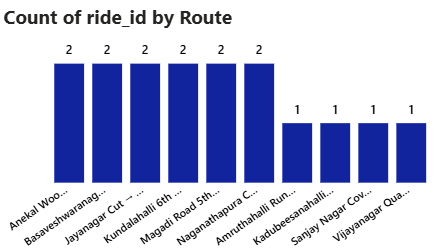 Count of ride_id by Route
2 2 2 2 2 2 1 1 1 1
Anekal Woo...
Basaveshwaranag...
Jayanagar Cut → ...
Kundalahalli 6th ...
Magadi Road 5th...
Naganathapura C...
Amruthahalli Run...
Kadubeesanahalli...
Sanjay Nagar Cov...
Vijayanagar Qua...